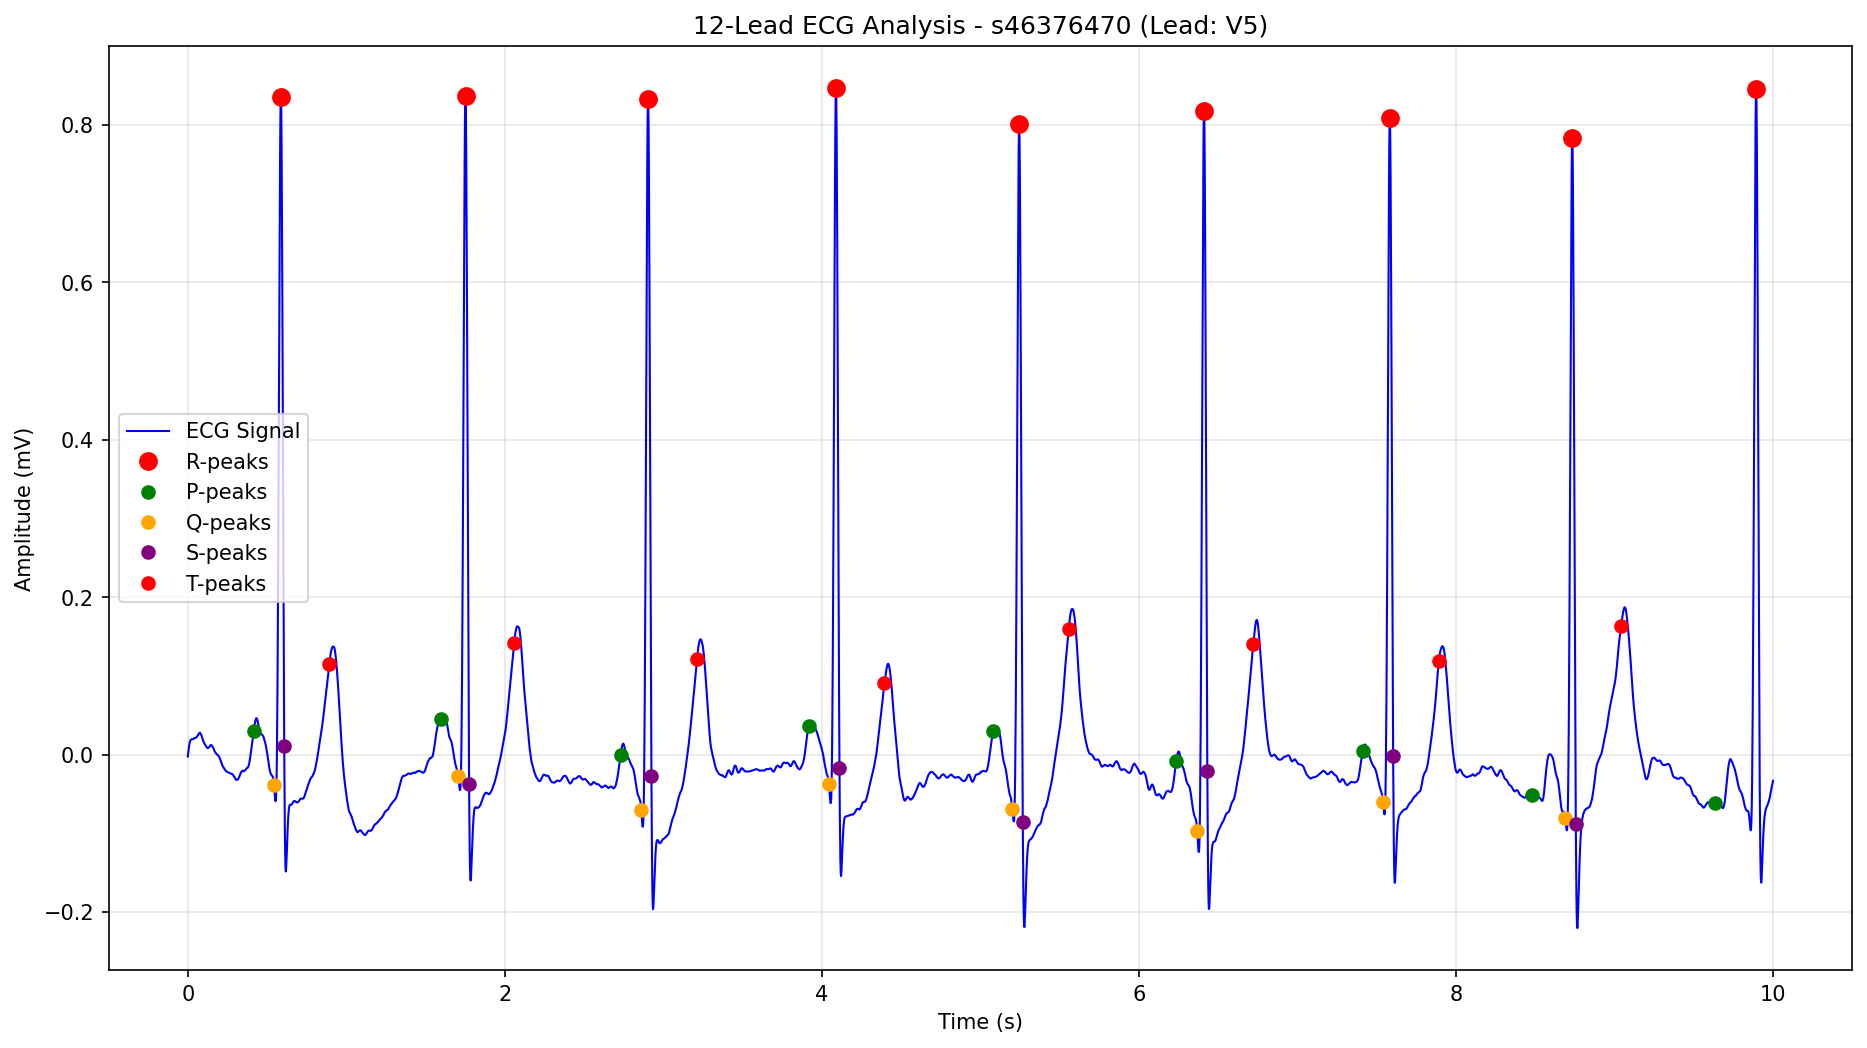 12-Lead ECG Analysis - s46376470 (Lead: V5)
Amplitude (mV)
0.8
0.6
0.4
0.2
0.0
−0.2
ECG Signal
R-peaks
P-peaks
Q-peaks
S-peaks
T-peaks
0 2 4 6 8 10
Time (s)